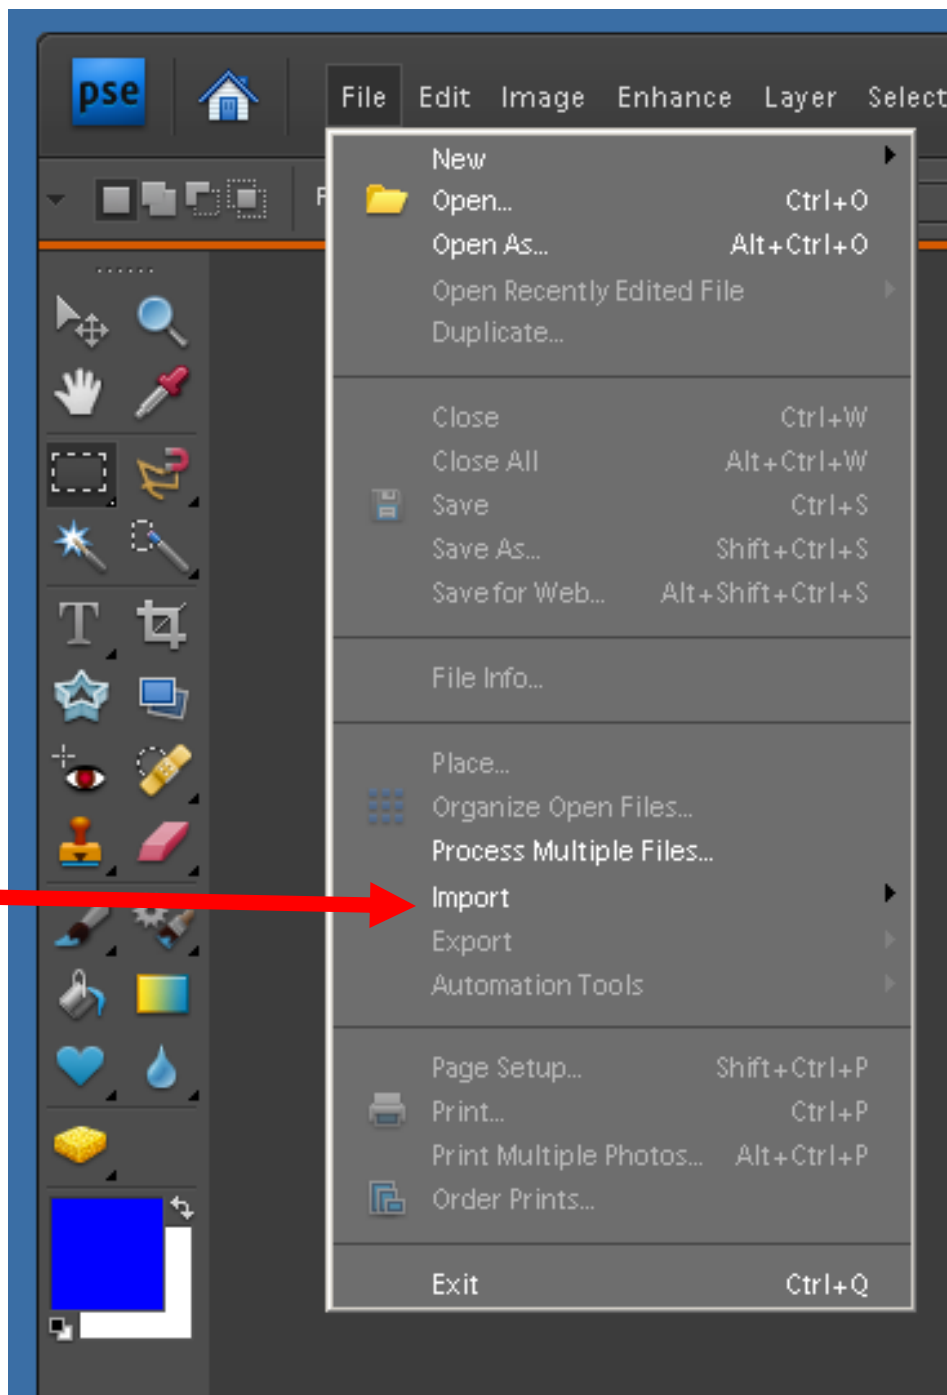 pse File Edit Image Enhance Layer Select
New
Open... Ctrl+O
Open As... Alt+Ctrl+O
Open Recently Edited File
Duplicate...
Close Ctrl+W
Close All Alt+Ctrl+W
Save Ctrl+S
Save As... Shift+Ctrl+S
Save for Web... Alt+Shift+Ctrl+S
File Info...
Place...
Organize Open Files...
Process Multiple Files...
Import
Export
Automation Tools
Page Setup... Shift+Ctrl+P
Print... Ctrl+P
Print Multiple Photos... Alt+Ctrl+P
Order Prints...
Exit Ctrl+Q